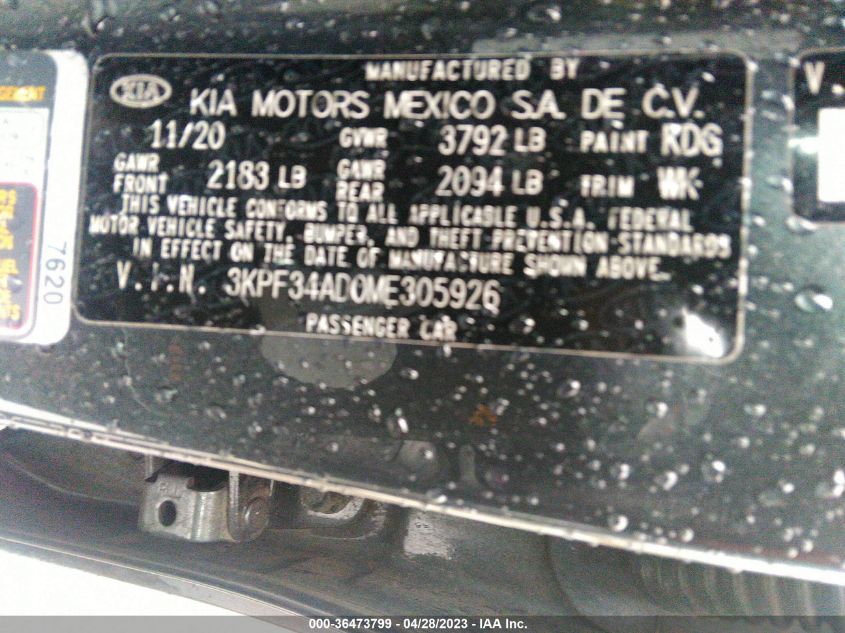 MANUFACTURED BY
KIA KIA MOTORS MEXICO S.A. DE C.V.
11/20 GVWR 3792 LB PAINT KDG
GAWR FRONT 2183 LB GAWR REAR 2094 LB TRIM WK
THIS VEHICLE CONFORMS TO ALL APPLICABLE U.S.A. FEDERAL
MOTOR VEHICLE SAFETY, BUMPER, AND THEFT PREVENTION STANDARDS
IN EFFECT ON THE DATE OF MANUFACTURE SHOWN ABOVE.
V.I.N. 3KPF34AD0ME305926
PASSENGER CAR
7620
V.
000-36473799 - 04/28/2023 - IAA Inc.